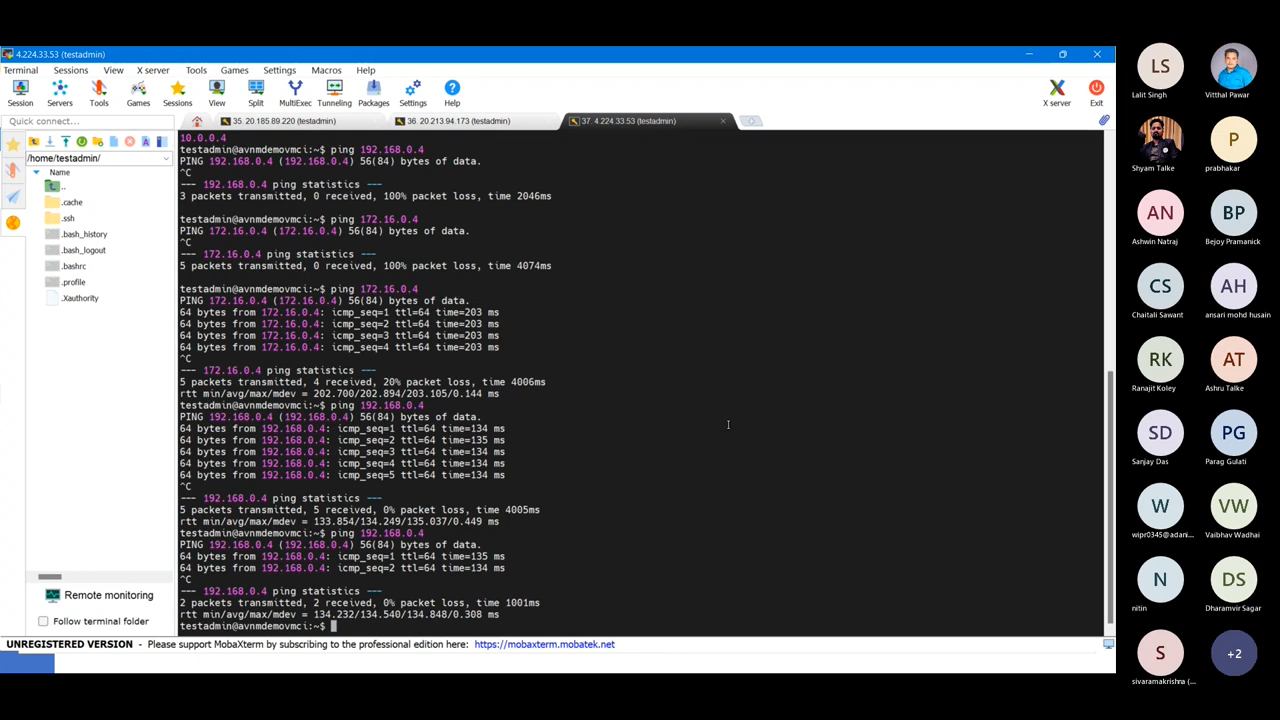 4.224.33.53 (testadmin)
Terminal Sessions View X server Tools Games Settings Macros Help
Session Servers Tools Games Sessions View Split MultiExec Tunneling Packages Settings Help X server Exit
Quick connect...
35. 20.185.89.220 (testadmin)
36. 20.213.94.173 (testadmin)
37. 4.224.33.53 (testadmin)
/home/testadmin/
Name
..
.cache
.ssh
.bash_history
.bash_logout
.bashrc
.profile
.Xauthority
Remote monitoring
Follow terminal folder
10.0.0.4
testadmin@avnmdemovmci:~$ ping 192.168.0.4
PING 192.168.0.4 (192.168.0.4) 56(84) bytes of data.
^C
--- 192.168.0.4 ping statistics ---
3 packets transmitted, 0 received, 100% packet loss, time 2046ms
testadmin@avnmdemovmci:~$ ping 172.16.0.4
PING 172.16.0.4 (172.16.0.4) 56(84) bytes of data.
^C
--- 172.16.0.4 ping statistics ---
5 packets transmitted, 0 received, 100% packet loss, time 4074ms
testadmin@avnmdemovmci:~$ ping 172.16.0.4
PING 172.16.0.4 (172.16.0.4) 56(84) bytes of data.
64 bytes from 172.16.0.4: icmp_seq=1 ttl=64 time=203 ms
64 bytes from 172.16.0.4: icmp_seq=2 ttl=64 time=203 ms
64 bytes from 172.16.0.4: icmp_seq=3 ttl=64 time=203 ms
64 bytes from 172.16.0.4: icmp_seq=4 ttl=64 time=203 ms
^C
--- 172.16.0.4 ping statistics ---
5 packets transmitted, 4 received, 20% packet loss, time 4006ms
rtt min/avg/max/mdev = 202.700/202.894/203.105/0.144 ms
testadmin@avnmdemovmci:~$ ping 192.168.0.4
PING 192.168.0.4 (192.168.0.4) 56(84) bytes of data.
64 bytes from 192.168.0.4: icmp_seq=1 ttl=64 time=134 ms
64 bytes from 192.168.0.4: icmp_seq=2 ttl=64 time=135 ms
64 bytes from 192.168.0.4: icmp_seq=3 ttl=64 time=134 ms
64 bytes from 192.168.0.4: icmp_seq=4 ttl=64 time=134 ms
64 bytes from 192.168.0.4: icmp_seq=5 ttl=64 time=134 ms
^C
--- 192.168.0.4 ping statistics ---
5 packets transmitted, 5 received, 0% packet loss, time 4005ms
rtt min/avg/max/mdev = 133.854/134.249/135.037/0.449 ms
testadmin@avnmdemovmci:~$ ping 192.168.0.4
PING 192.168.0.4 (192.168.0.4) 56(84) bytes of data.
64 bytes from 192.168.0.4: icmp_seq=1 ttl=64 time=135 ms
64 bytes from 192.168.0.4: icmp_seq=2 ttl=64 time=134 ms
^C
--- 192.168.0.4 ping statistics ---
2 packets transmitted, 2 received, 0% packet loss, time 1001ms
rtt min/avg/max/mdev = 134.232/134.540/134.848/0.308 ms
testadmin@avnmdemovmci:~$
UNREGISTERED VERSION - Please support MobaXterm by subscribing to the professional edition here: https://mobaxterm.mobatek.net
LS
Lalit Singh
Vitthal Pawar
Shyam Talke
P
prabhakar
AN
Ashwin Natraj
BP
Bejoy Pramanick
CS
Chaitali Sawant
AH
ansari mohd husain
RK
Ranajit Koley
AT
Ashru Talke
SD
Sanjay Das
PG
Parag Gulati
W
wipr0345@adani...
VW
Vaibhav Wadhai
N
nitin
DS
Dharamvir Sagar
S
sivaramakrishna (...
+2